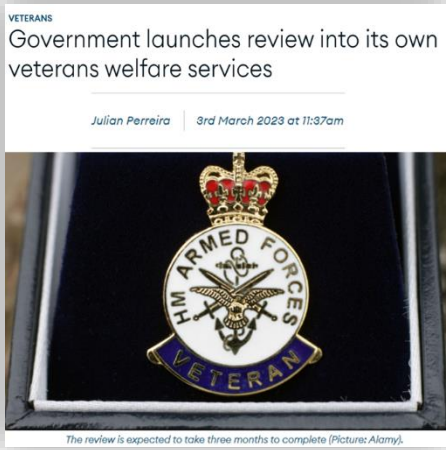 VETERANS
Government launches review into its own
veterans welfare services
Julian Perreira
3rd March 2023 at 11:37am
HM ARMED FORCES
VETERAN
The review is expected to take three months to complete (Picture: Alamy).